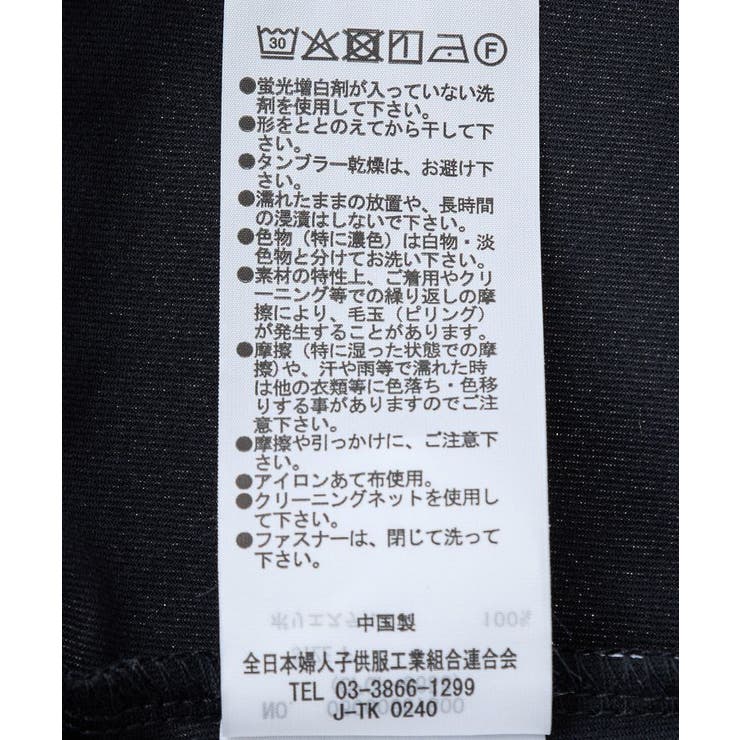 30 F
●蛍光増白剤が入っていない洗
剤を使用して下さい。
●形をととのえてから干して下
さい。
●タンブラー乾燥は、お避け下
さい。
●濡れたままの放置や、長時間
の浸漬はしないで下さい。
●色物（特に濃色）は白物・淡
色物と分けてお洗い下さい。
●素材の特性上、ご着用やクリ
ーニング等での繰り返しの摩
擦により、毛玉（ピリング）
が発生することがあります。
●摩擦（特に湿った状態での摩
擦）や、汗や雨等で濡れた時
は他の衣類等に色落ち・色移
りする事がありますのでご注
意下さい。
●摩擦や引っかけに、ご注意下
さい。
●アイロンあて布使用。
●クリーニングネットを使用し
て下さい。
●ファスナーは、閉じて洗って
下さい。
中国製
全日本婦人子供服工業組合連合会
TEL 03-3866-1299
J-TK 0240